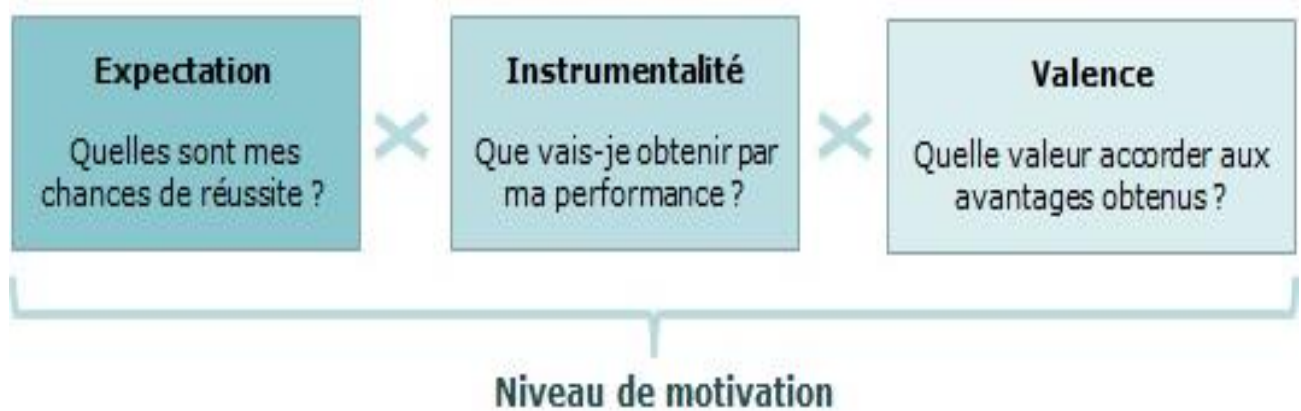 Expectation
Quelles sont mes
chances de réussite ?
Instrumentalité
Que vais-je obtenir par
ma performance ?
Valence
Quelle valeur accorder aux
avantages obtenus ?
Niveau de motivation